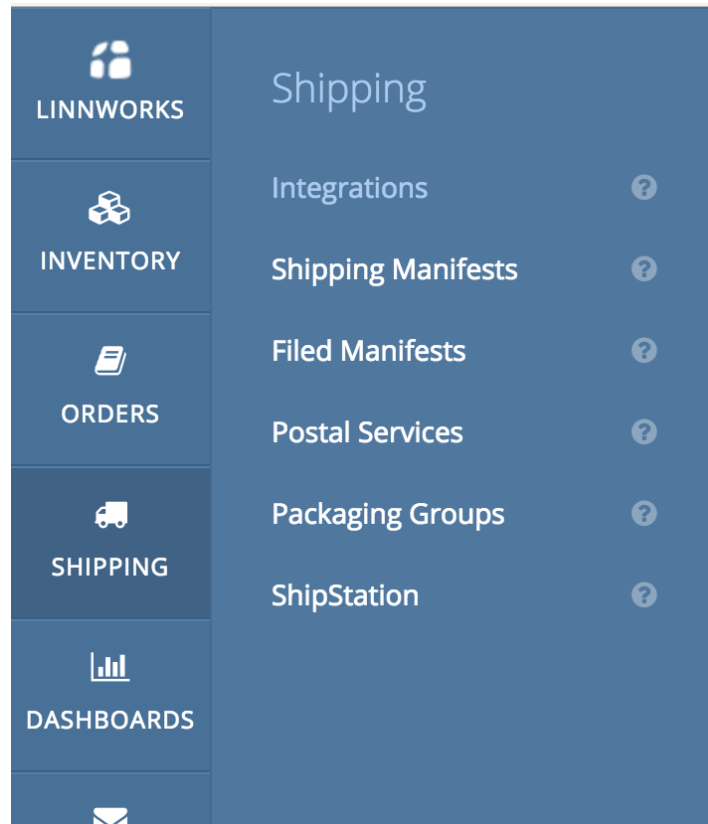 LINNWORKS
INVENTORY
ORDERS
SHIPPING
DASHBOARDS
Shipping
Integrations ?
Shipping Manifests ?
Filed Manifests ?
Postal Services ?
Packaging Groups ?
ShipStation ?